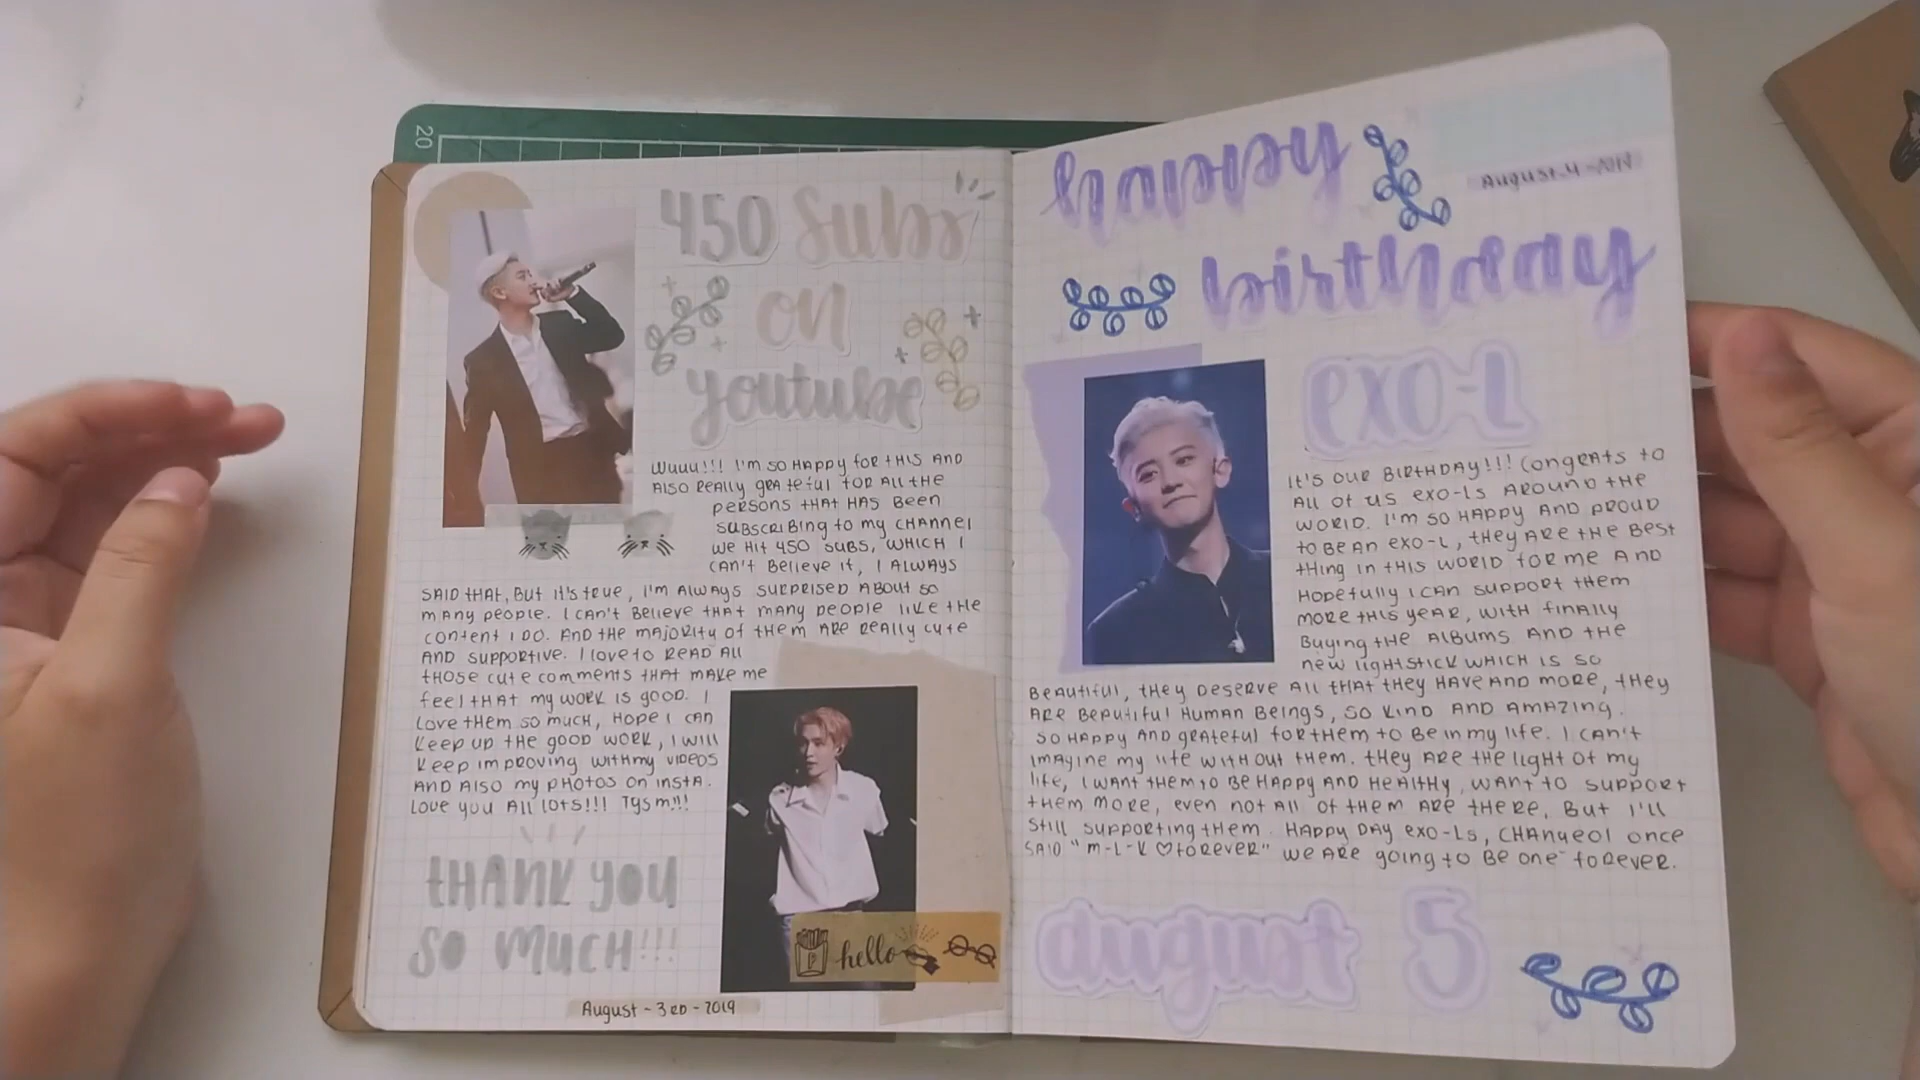 20
450 Subs
on
youtube
Wuuu!!! I'm so happy for this and
also really grateful for all the
persons that has been
subscribing to my channel
we hit 450 subs, which I
can't believe it, I always
said that, but it's true, I'm always surprised about so
many people. I can't believe that many people like the
content I do. And the majority of them are really cute
and supportive. I love to read all
those cute comments that make me
feel that my work is good. I
love them so much, hope I can
keep up the good work, I will
keep improving with my videos
and also my photos on insta.
Love you all lots!!! Tysm!!!
thank you
so much!!!
hello
August - 3rd - 2019
happy
August-4-
birthday
exo-L
It's our birthday!!! Congrats to
all of us exo-ls around the
world. I'm so happy and proud
to be an exo-l, they are the best
thing in this world for me and
hopefully I can support them
more this year, with finally
buying the albums and the
new lightstick which is so
beautiful, they deserve all that they have and more, they
are beautiful human beings, so kind and amazing.
so happy and grateful for them to be in my life. I can't
imagine my life without them. they are the light of my
life, I want them to be happy and healthy, want to support
them more, even not all of them are there, but I'll
still supporting them. Happy day exo-Ls, Chanyeol once
said "m-l-k ♡ forever" we are going to be one forever.
august 5